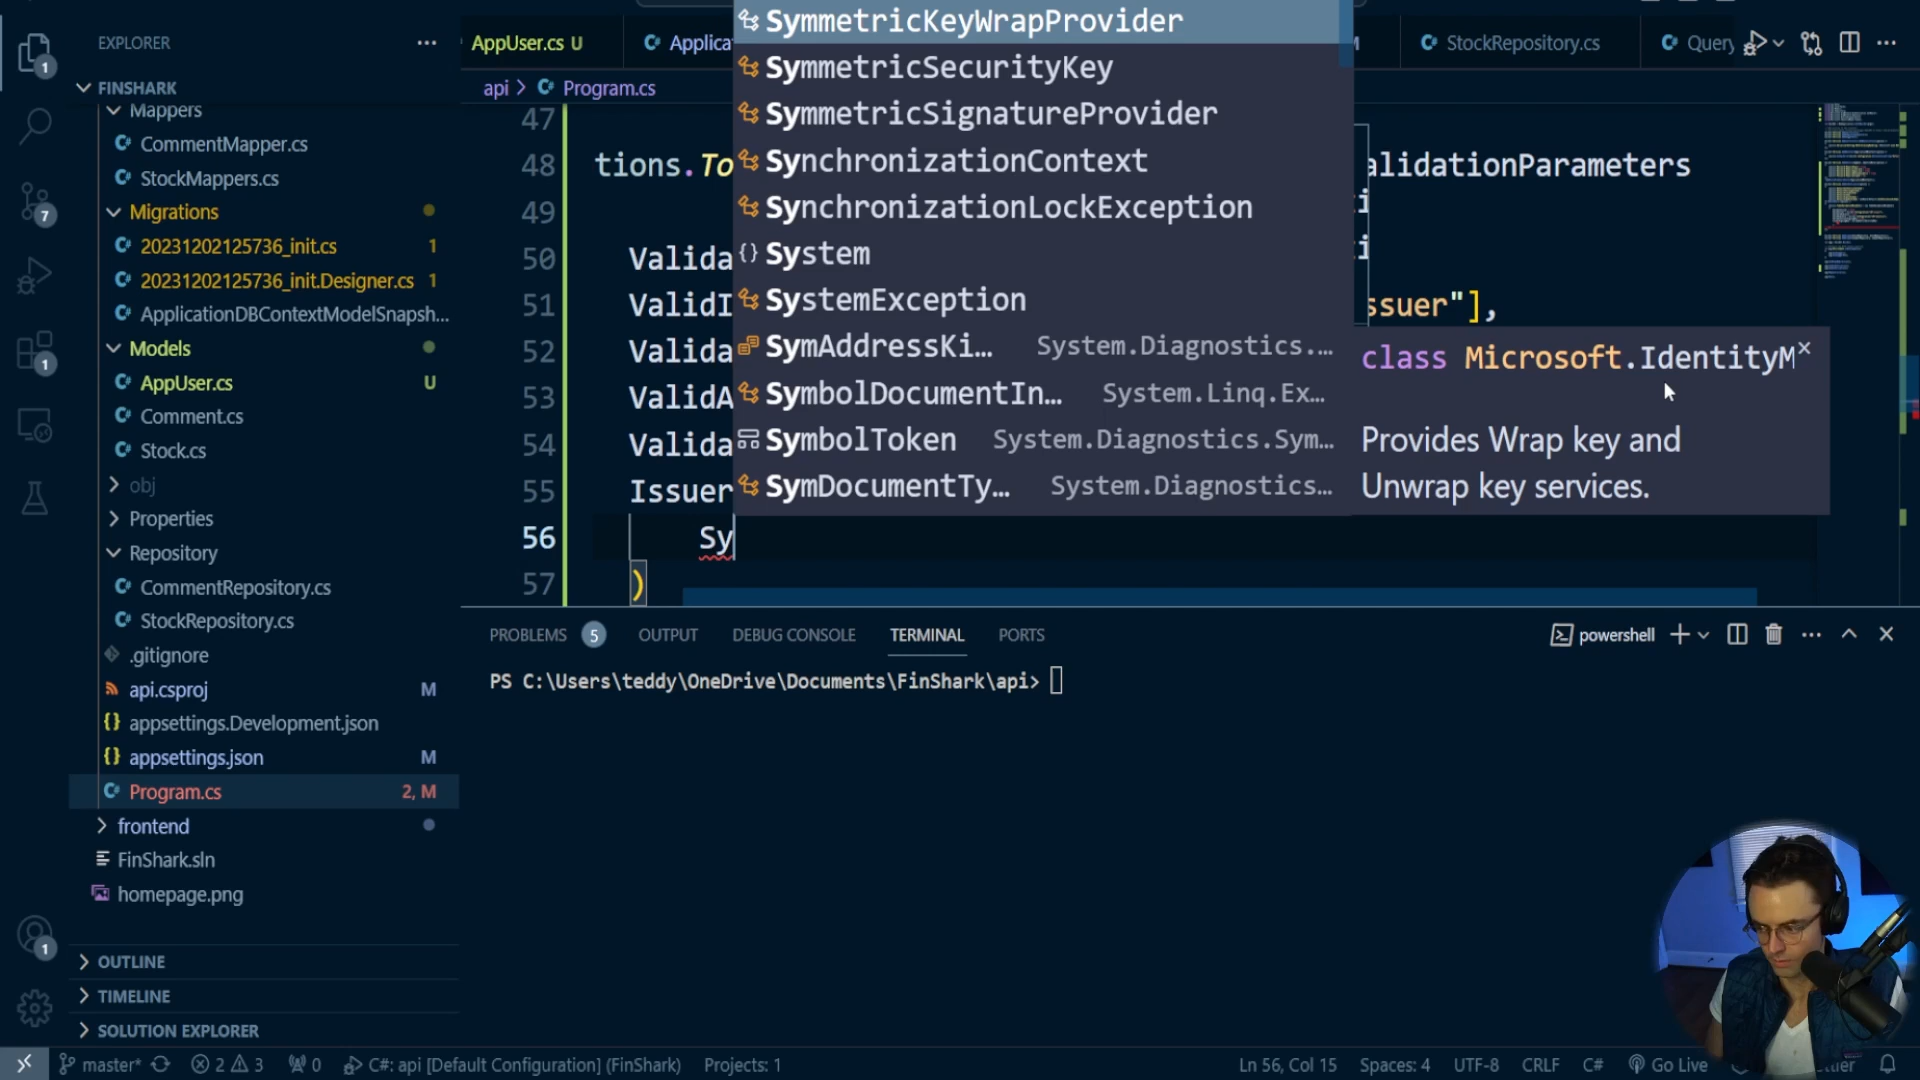 EXPLORER
FINSHARK
Mappers
CommentMapper.cs
StockMappers.cs
Migrations
20231202125736_init.cs 1
20231202125736_init.Designer.cs 1
ApplicationDBContextModelSnapsh...
Models
AppUser.cs U
Comment.cs
Stock.cs
obj
Properties
Repository
CommentRepository.cs
StockRepository.cs
.gitignore
api.csproj M
appsettings.Development.json
appsettings.json M
Program.cs 2, M
frontend
FinShark.sln
homepage.png
OUTLINE
TIMELINE
SOLUTION EXPLORER
1
7
1
1
AppUser.cs U
Applica
StockRepository.cs
Query
api > Program.cs
47
48 tions.To
alidationParameters
49
50 Valida
51 ValidI
ssuer"],
52 Valida
53 ValidA
54 Valida
55 Issuer
56 Sy
57 )
SymmetricKeyWrapProvider
SymmetricSecurityKey
SymmetricSignatureProvider
SynchronizationContext
SynchronizationLockException
System
SystemException
SymAddressKi... System.Diagnostics....
SymbolDocumentIn... System.Linq.Ex...
SymbolToken System.Diagnostics.Sym...
SymDocumentTy... System.Diagnostics...
class Microsoft.IdentityM
Provides Wrap key and
Unwrap key services.
PROBLEMS 5 OUTPUT DEBUG CONSOLE TERMINAL PORTS
powershell
PS C:\Users\teddy\OneDrive\Documents\FinShark\api>
master* 2 3 0 C#: api [Default Configuration] (FinShark) Projects: 1
Ln 56, Col 15 Spaces: 4 UTF-8 CRLF C# Go Live